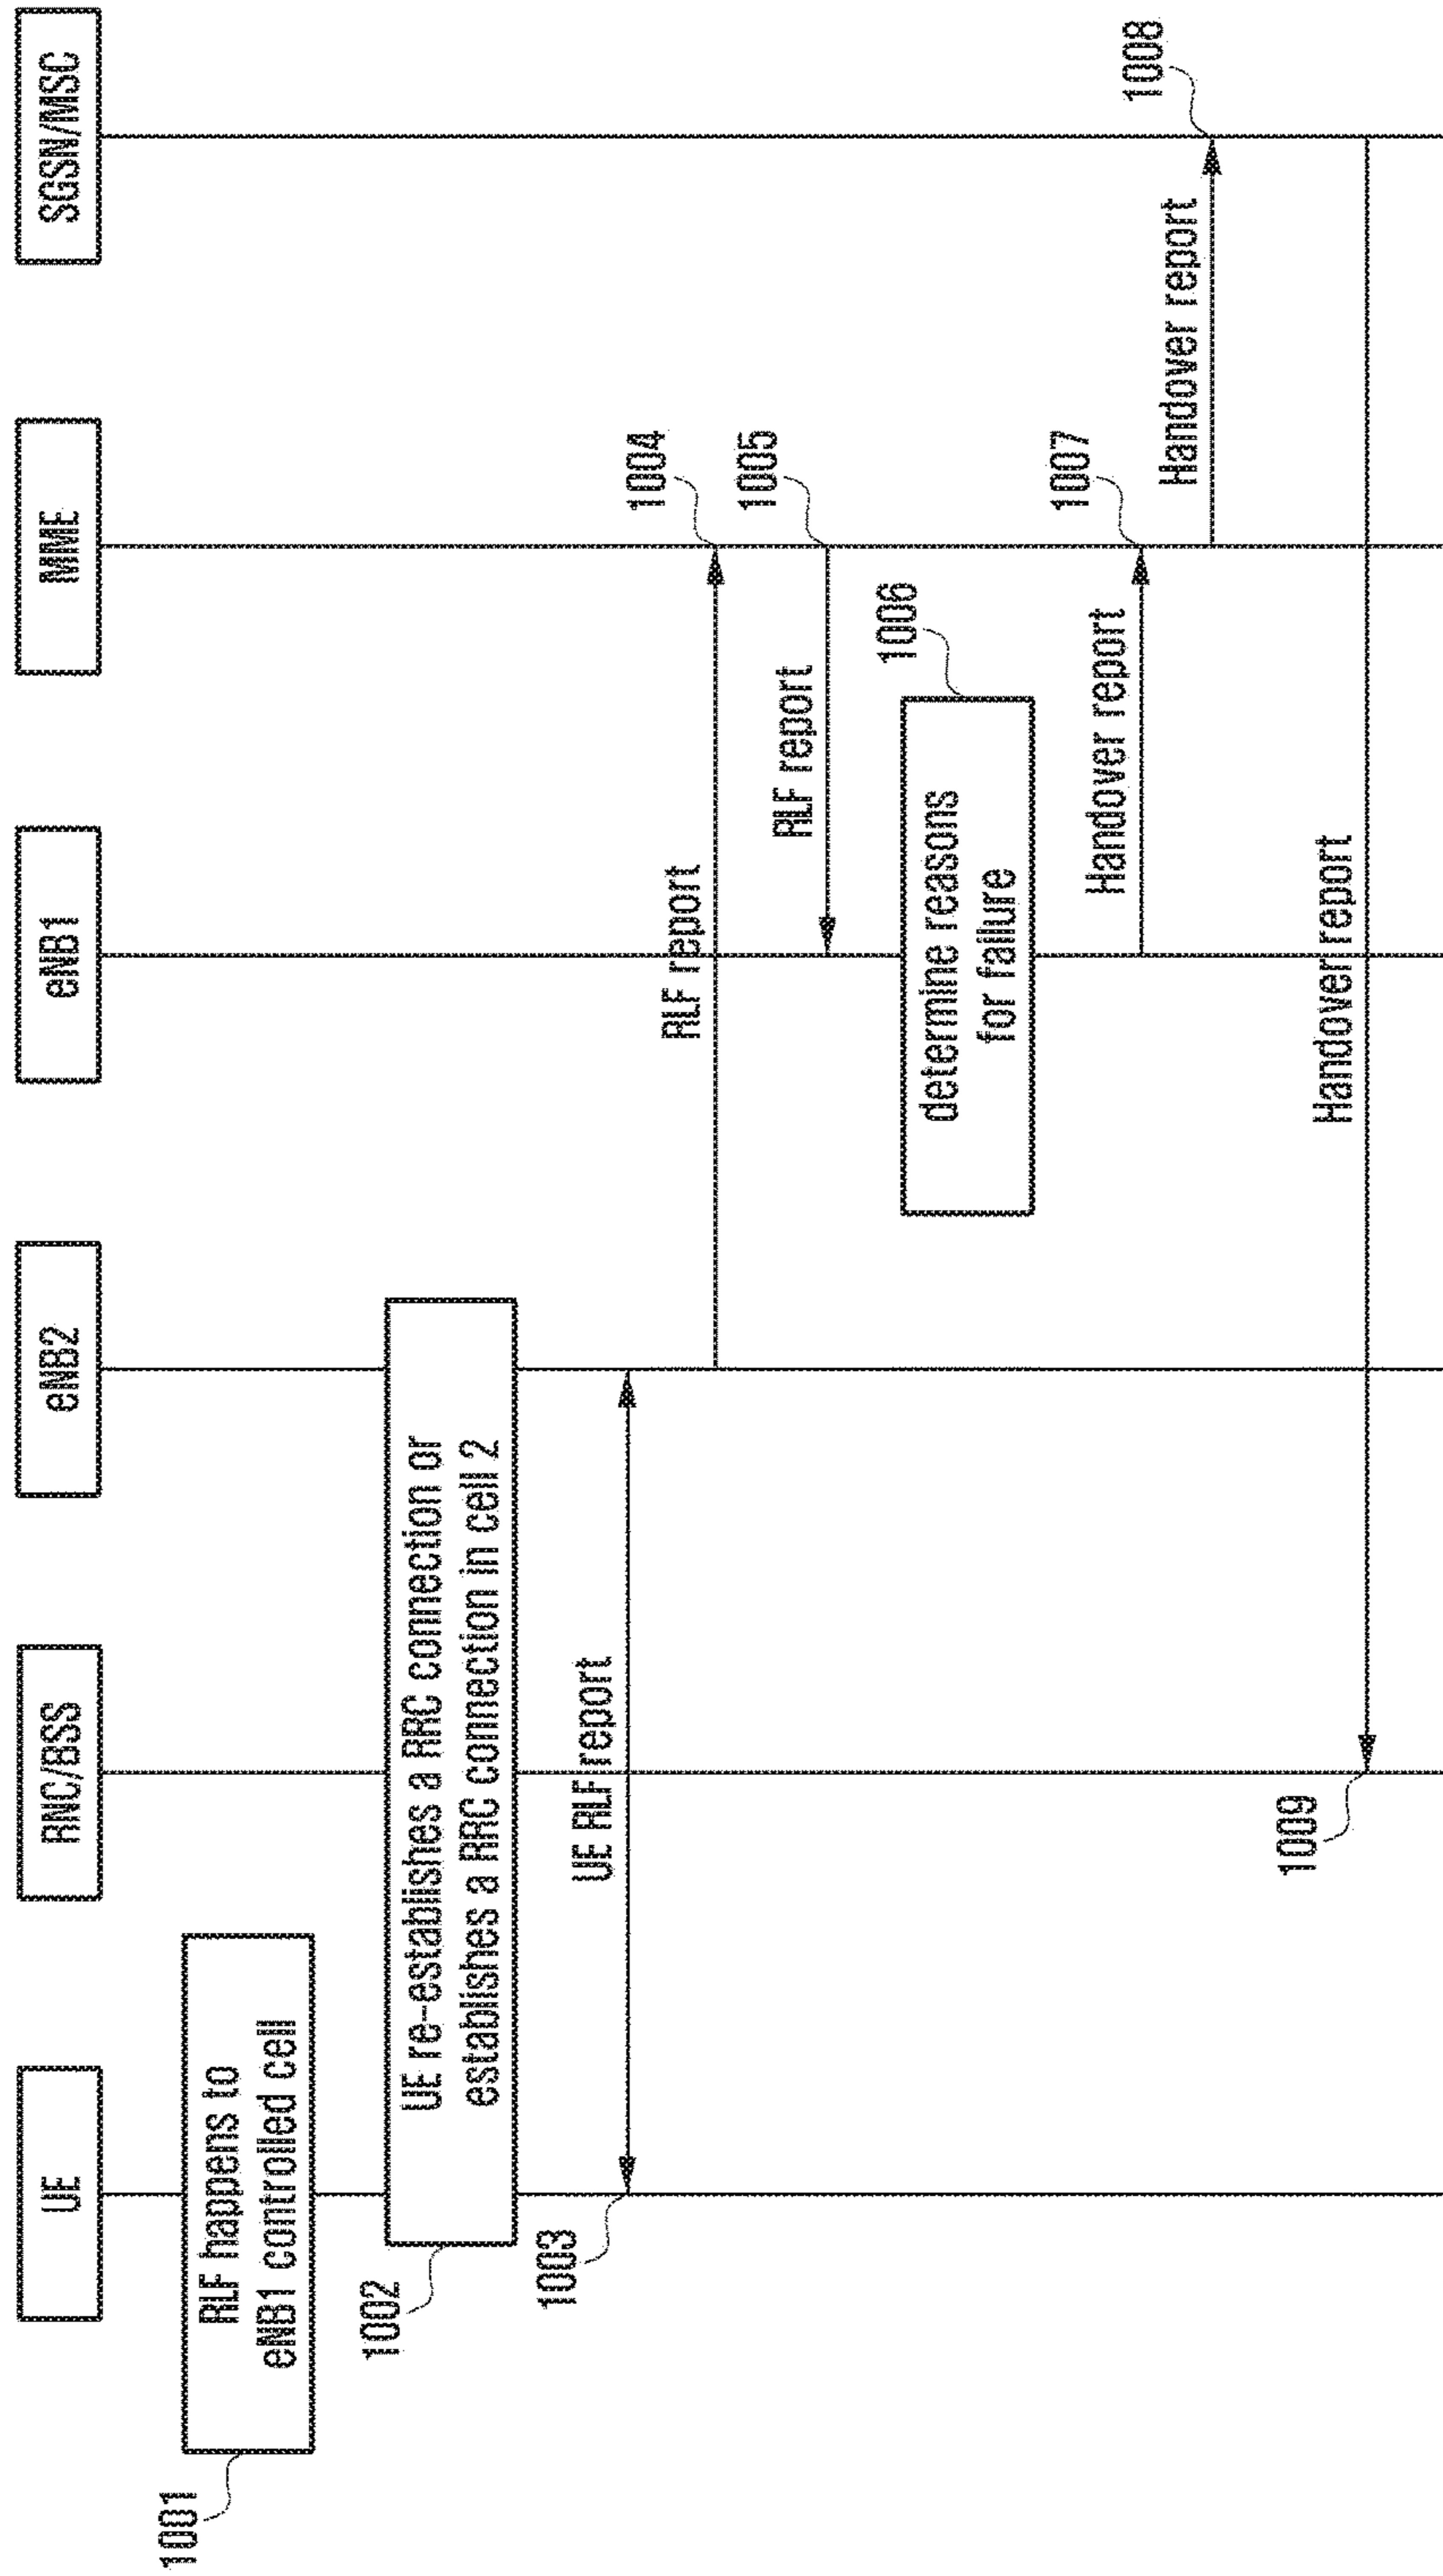 UE
RNC/BSS
eNB2
eNB1
MME
SGSN/MSC
1001
RLF happens to
eNB1 controlled cell
1002
UE re-establishes a RRC connection or
establishes a RRC connection in cell 2
1003
UE RLF report
RLF report
1004
RLF report
1005
determine reasons
for failure
1006
Handover report
1007
Handover report
1008
Handover report
1009